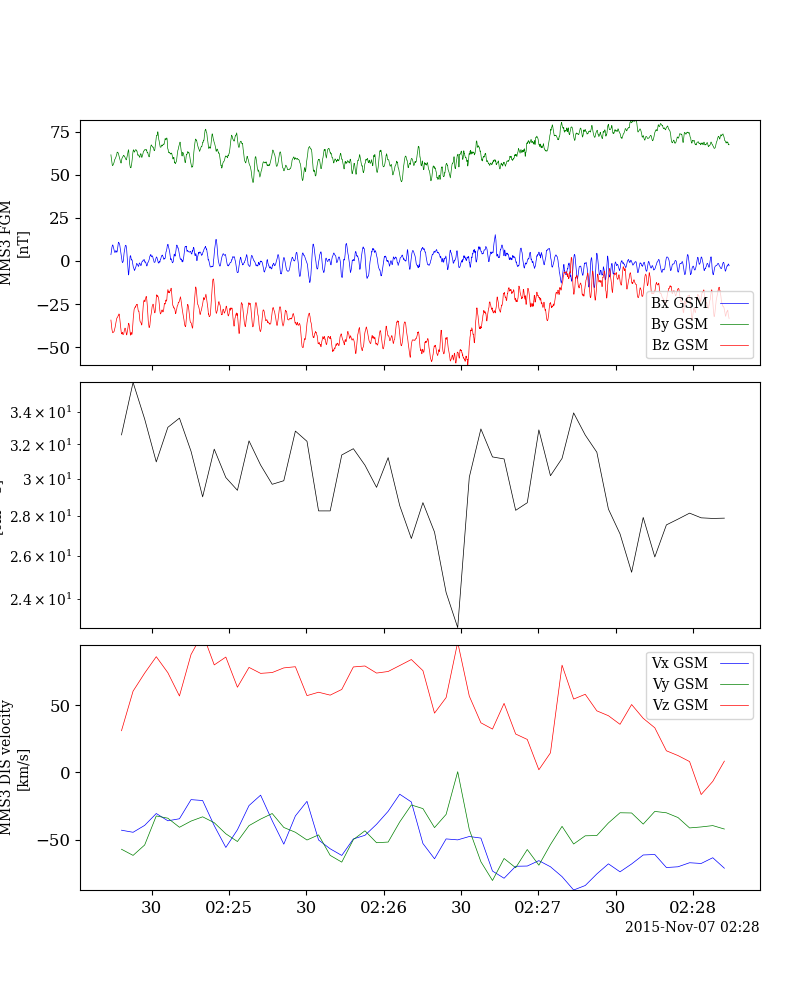 75
50
25
0
−25
−50
MMS3 FGM
[nT]
Bx GSM
By GSM
Bz GSM
3.4 × 10¹
3.2 × 10¹
3 × 10¹
2.8 × 10¹
2.6 × 10¹
2.4 × 10¹
50
0
−50
MMS3 DIS velocity
[km/s]
Vx GSM
Vy GSM
Vz GSM
30 02:25 30 02:26 30 02:27 30 02:28
2015-Nov-07 02:28